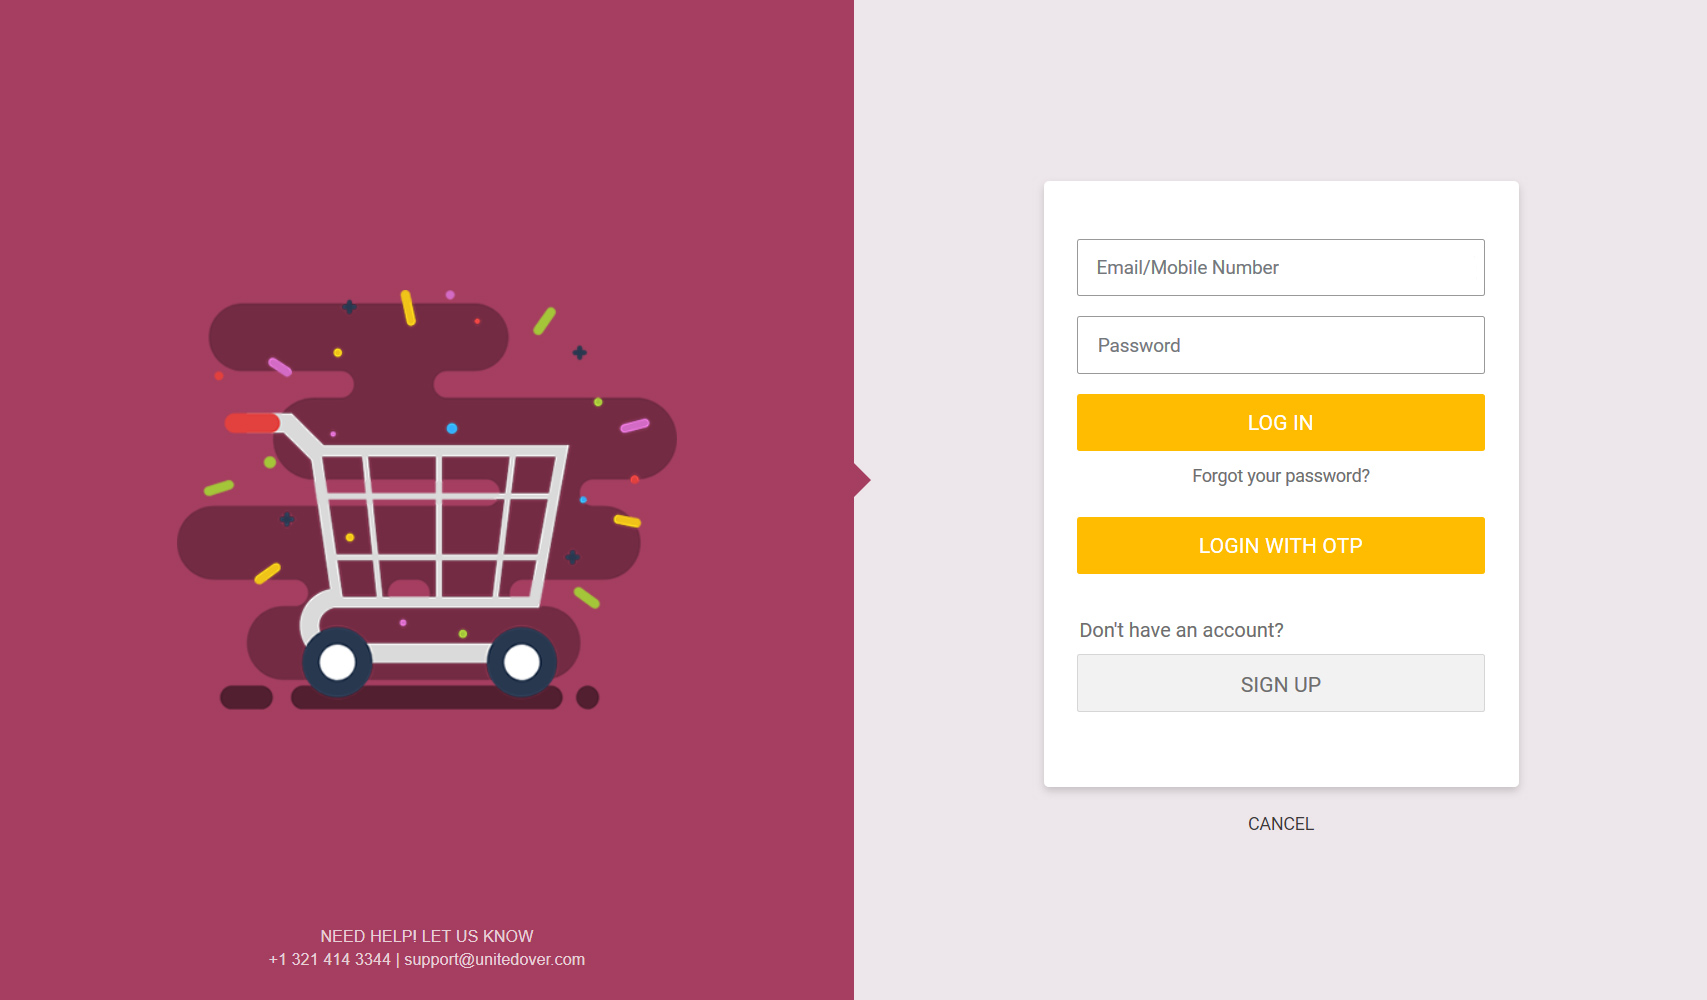 Email/Mobile Number
Password
LOG IN
Forgot your password?
LOGIN WITH OTP
Don't have an account?
SIGN UP
CANCEL
NEED HELP! LET US KNOW
+1 321 414 3344 | support@unitedover.com